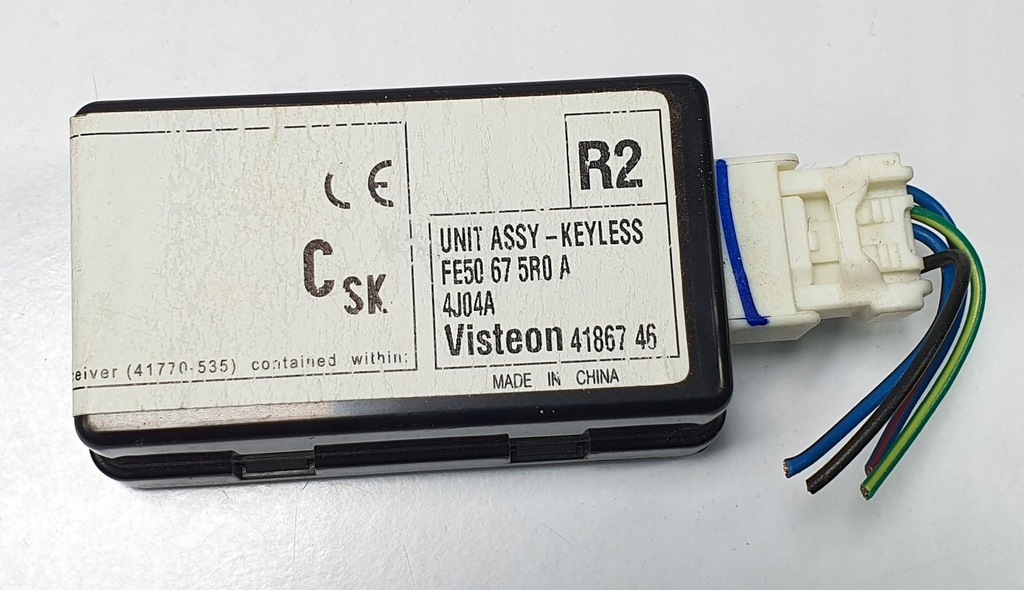 CE
C SK
eiver (41770-535) contained within:
R2
UNIT ASSY - KEYLESS
FE50 67 5R0 A
4J04A
Visteon 41867 46
MADE IN CHINA